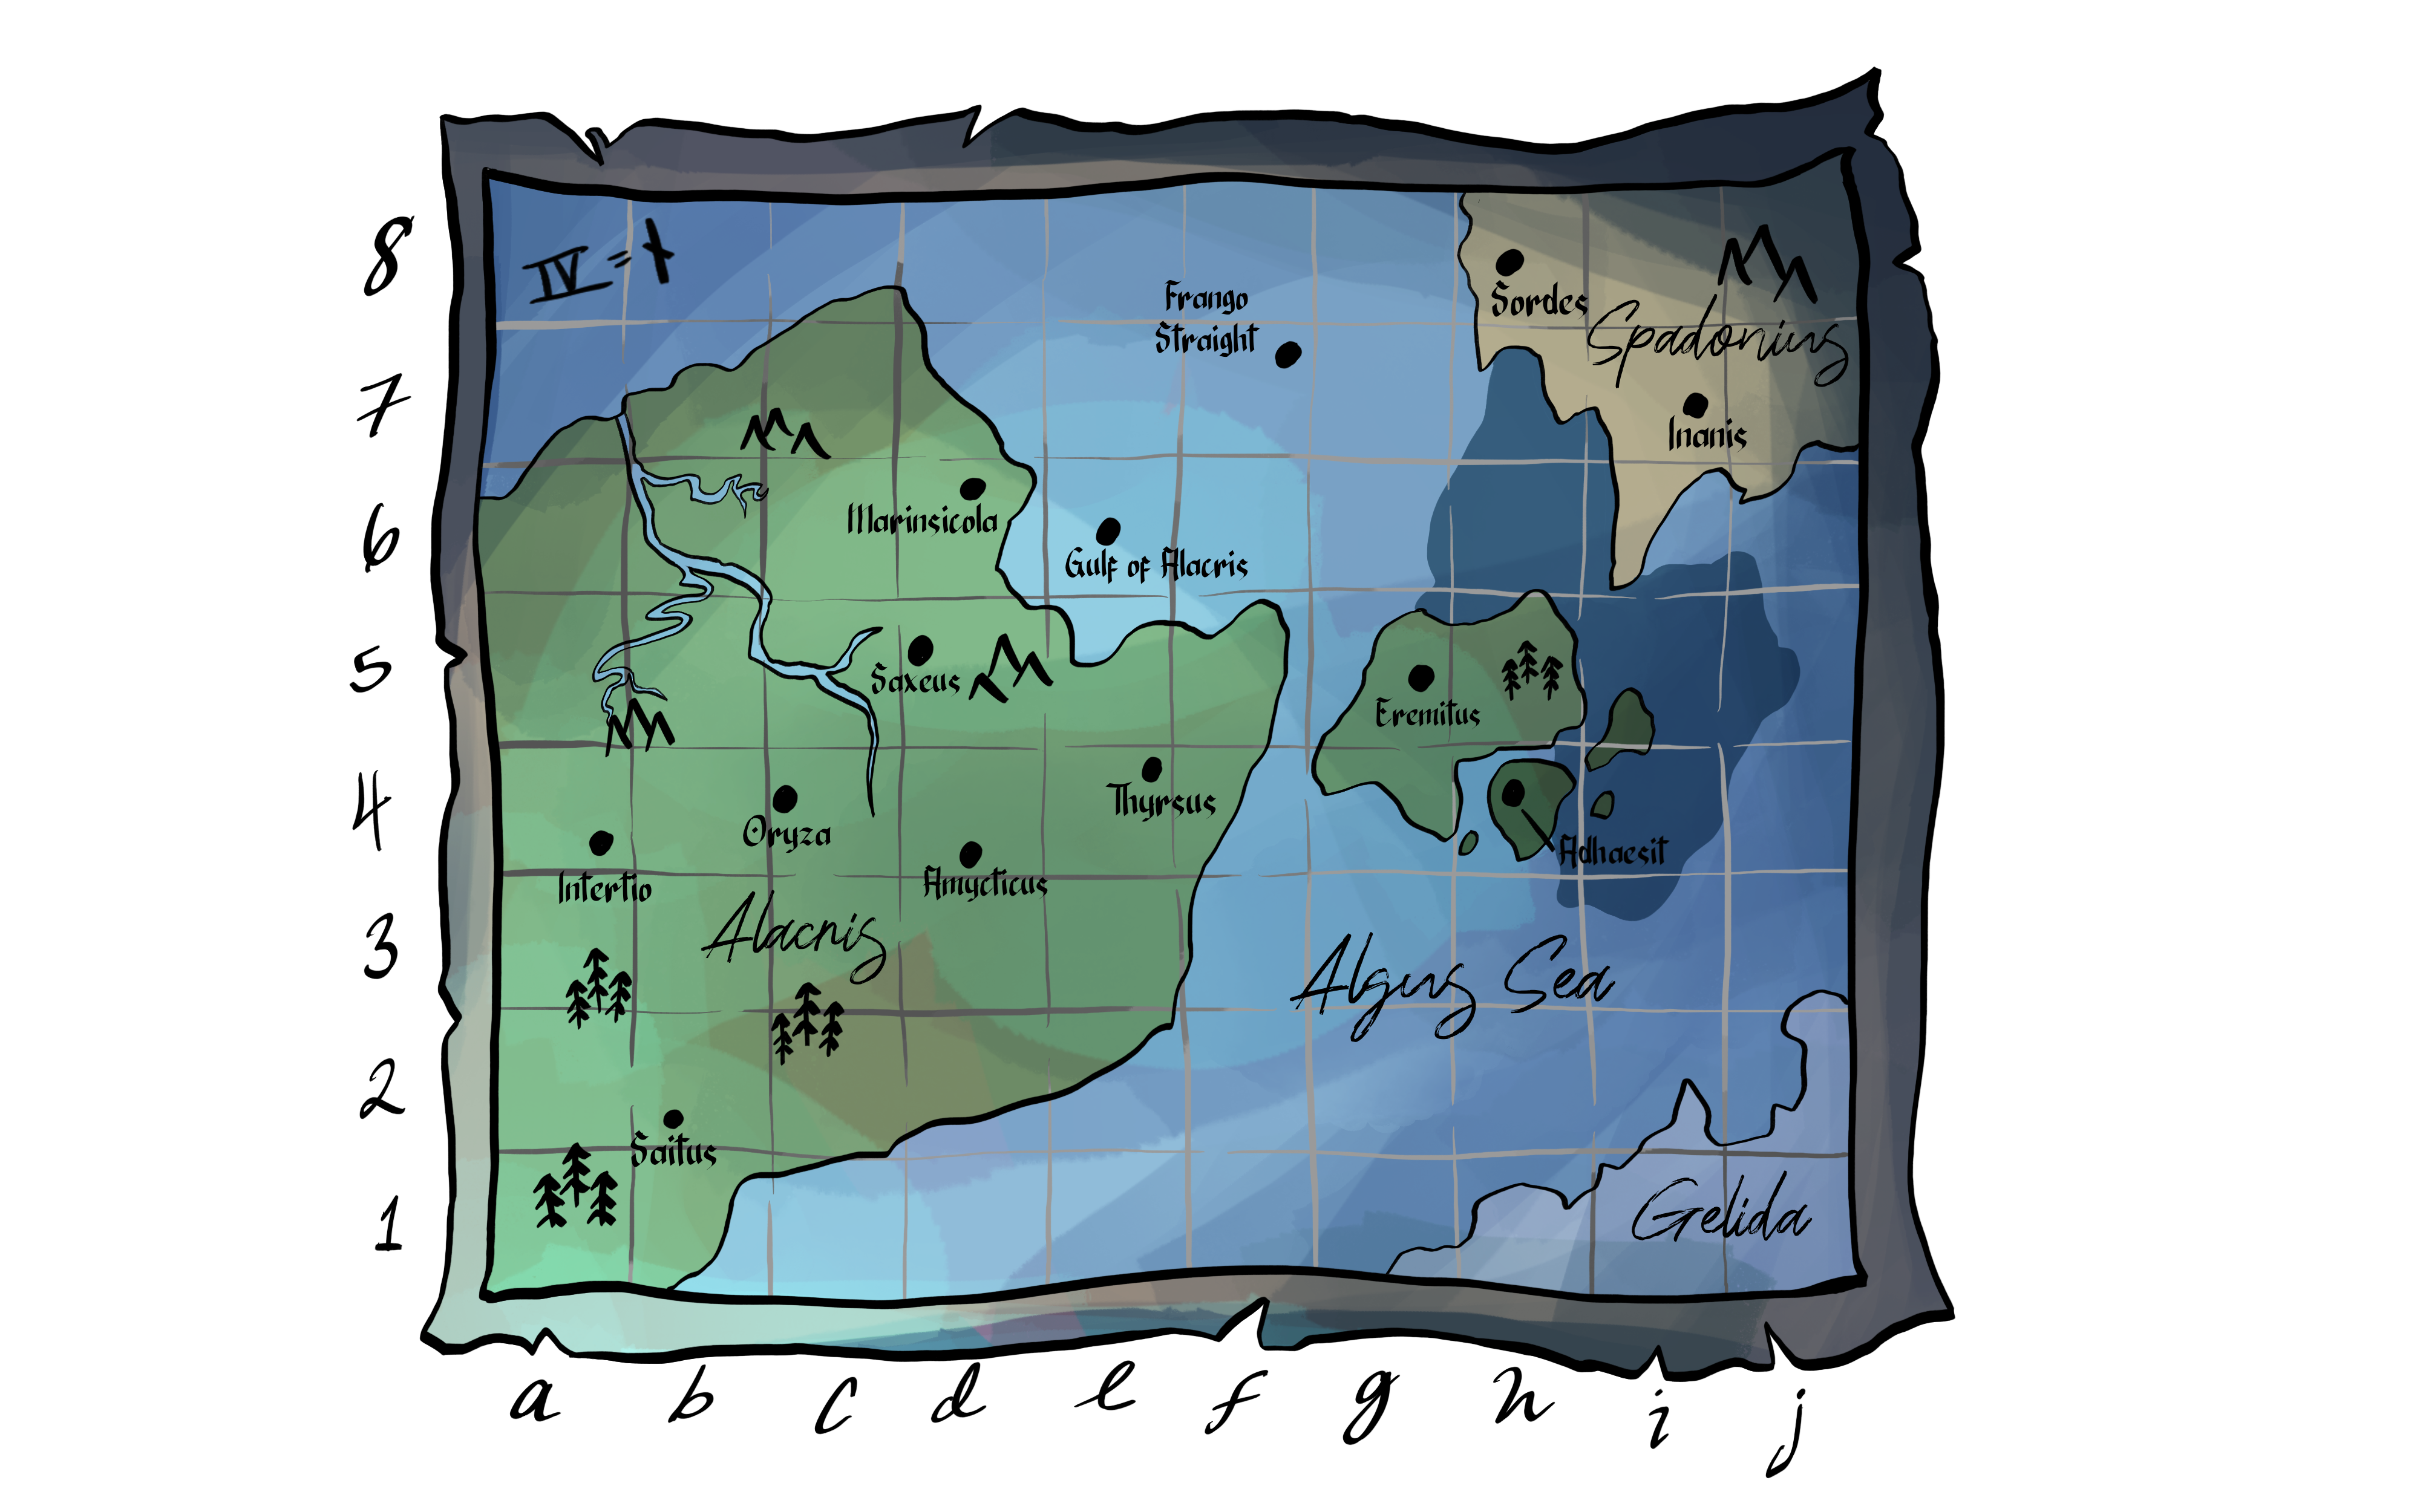 8
7
6
5
4
3
2
1
IV = t
Frango
Straight
Sordes
Spadonius
Inanis
Marinsicola
Gulf of Alacris
Saxeus
Eremitus
Thyrsus
Oryza
Adhaesit
Intertio
Amycticus
Alacris
Algus Sea
Saitus
Gelida
a b c d e f g h i j